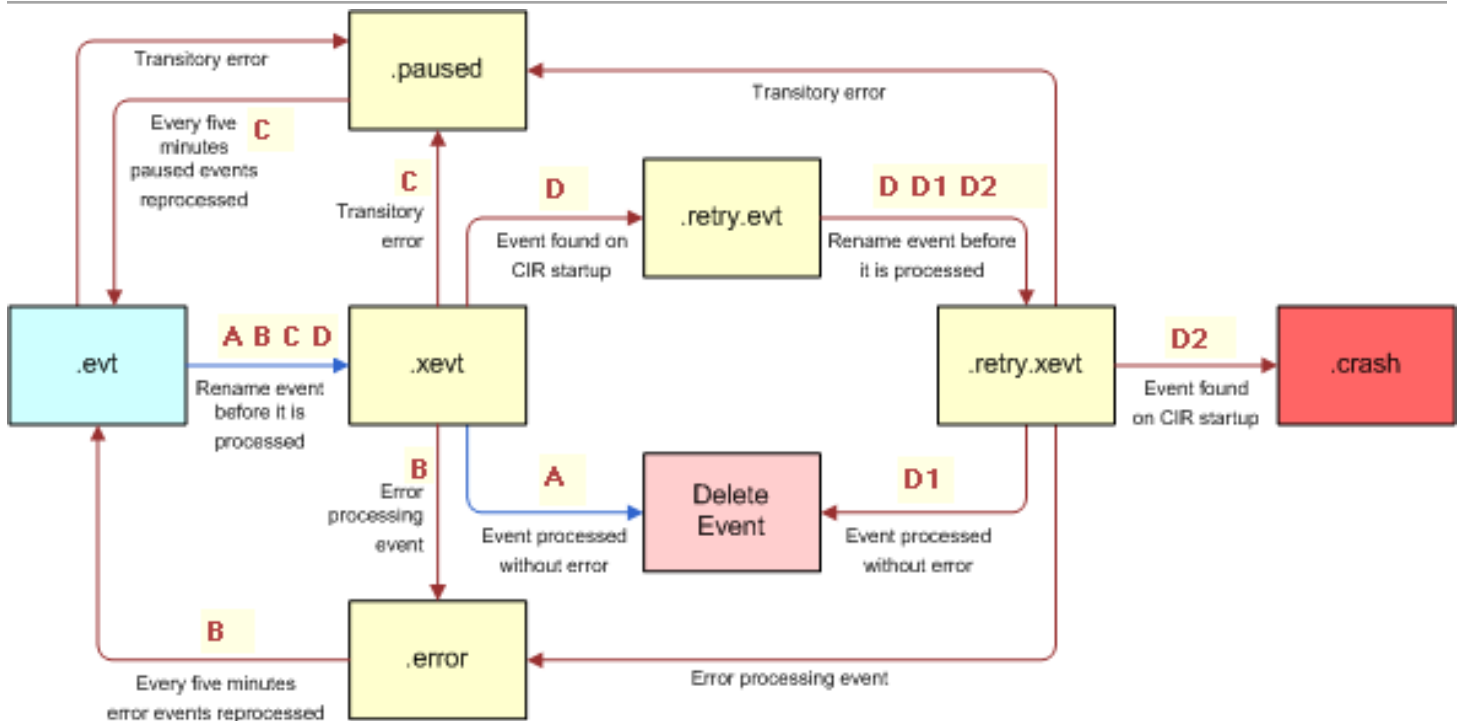 Transitory error
.paused
Transitory error
Every five
minutes
paused events
reprocessed
C
C
Transitory
error
D
Event found on
CIR startup
.retry.evt
D D1 D2
Rename event before
it is processed
.evt
A B C D
Rename event
before it is
processed
.xevt
.retry.xevt
D2
Event found
on CIR startup
.crash
B
Error
processing
event
A
Event processed
without error
Delete
Event
D1
Event processed
without error
B
Every five minutes
error events reprocessed
.error
Error processing event